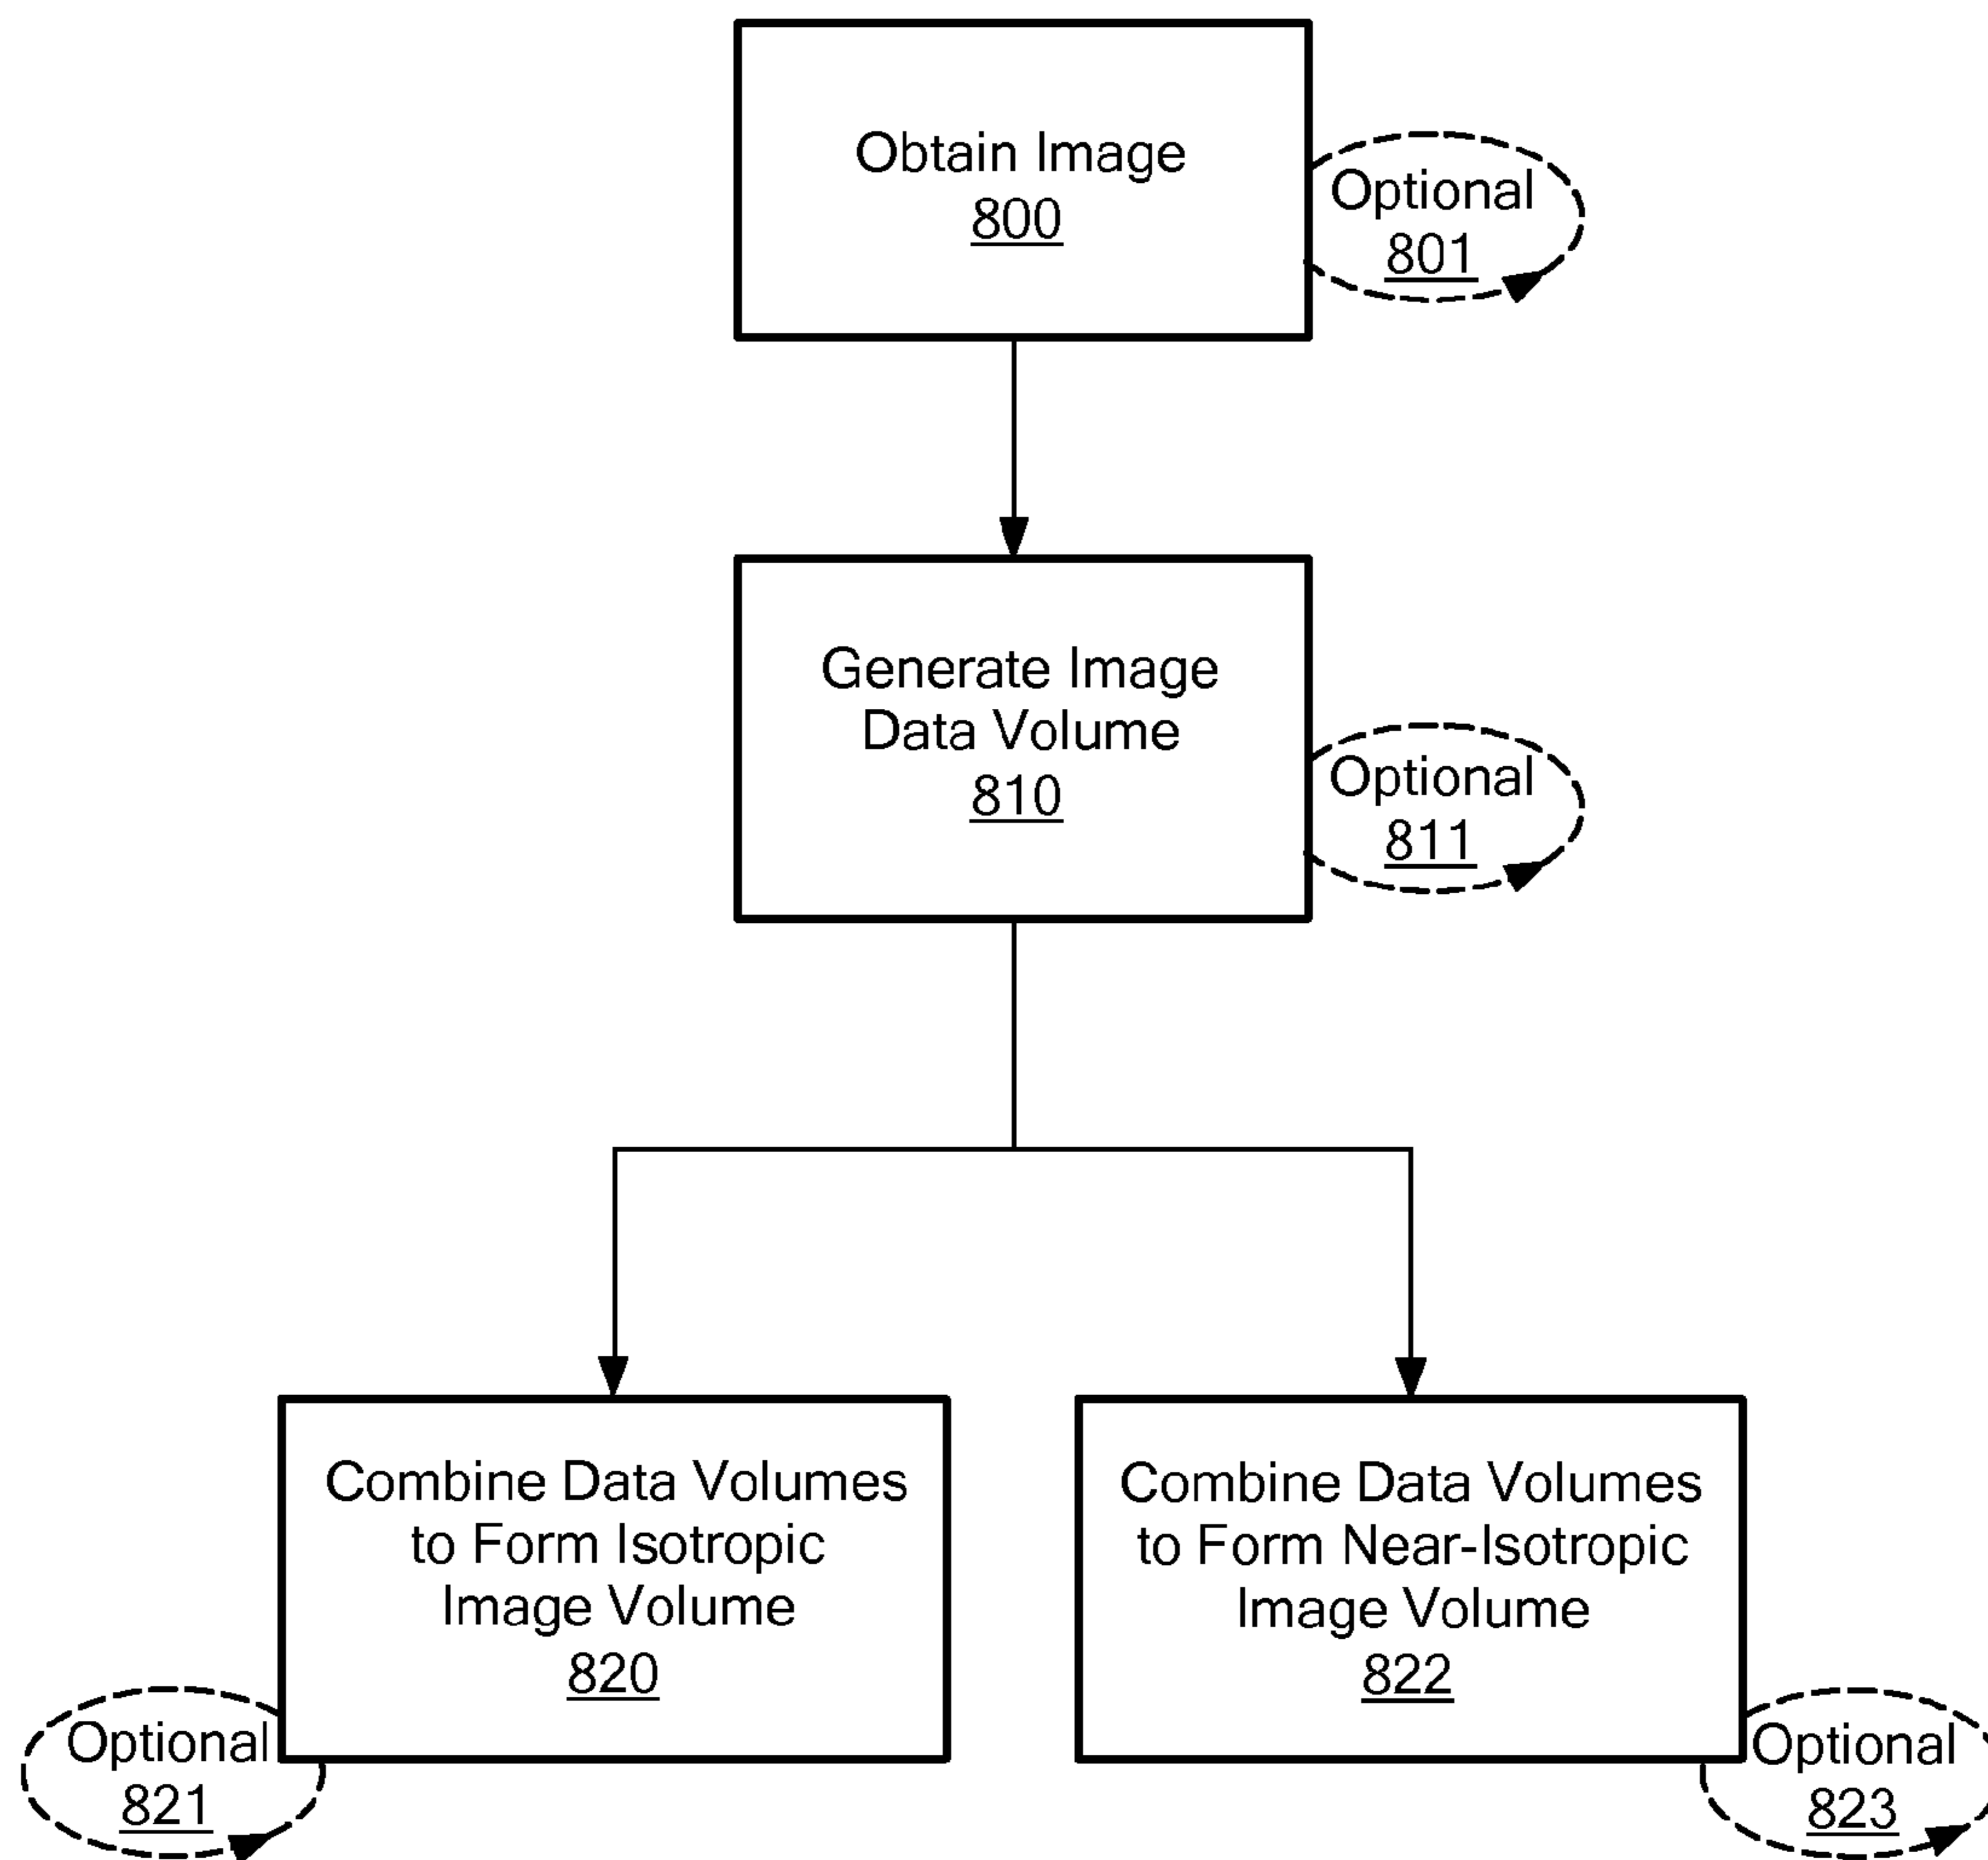 Obtain Image
800
Optional
801
Generate Image
Data Volume
810
Optional
811
Combine Data Volumes
to Form Isotropic
Image Volume
820
Optional
821
Combine Data Volumes
to Form Near-Isotropic
Image Volume
822
Optional
823